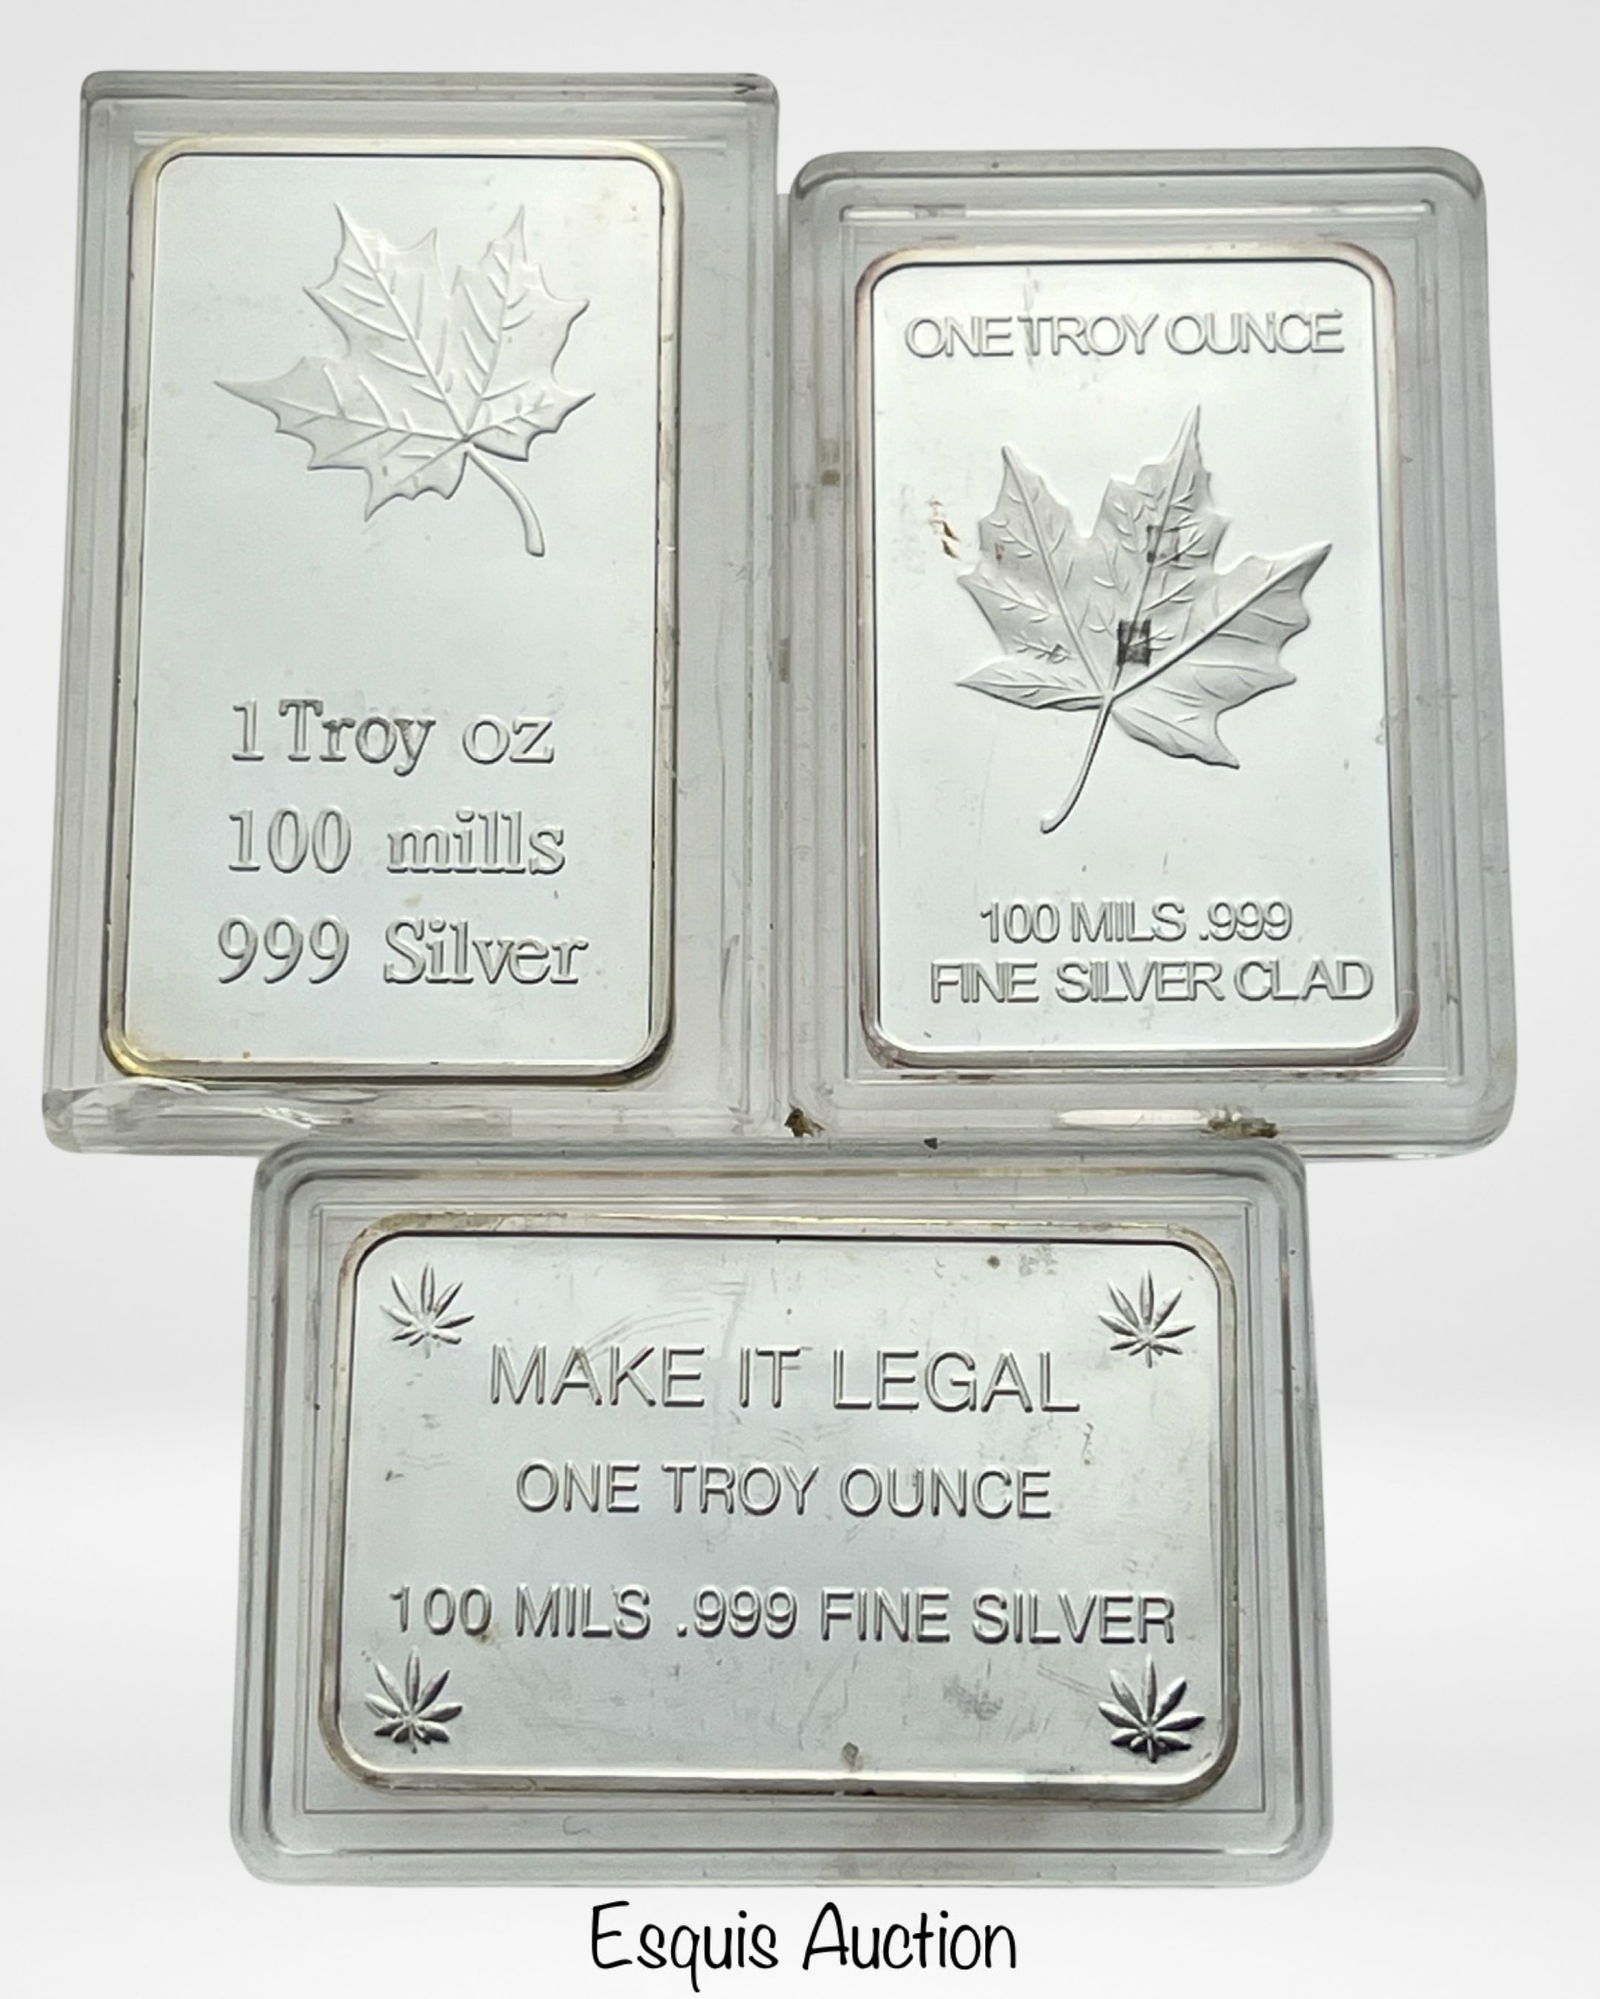 1 Troy oz
100 mills
999 Silver
ONE TROY OUNCE
100 MILS .999
FINE SILVER CLAD
MAKE IT LEGAL
ONE TROY OUNCE
100 MILS .999 FINE SILVER
Esquis Auction